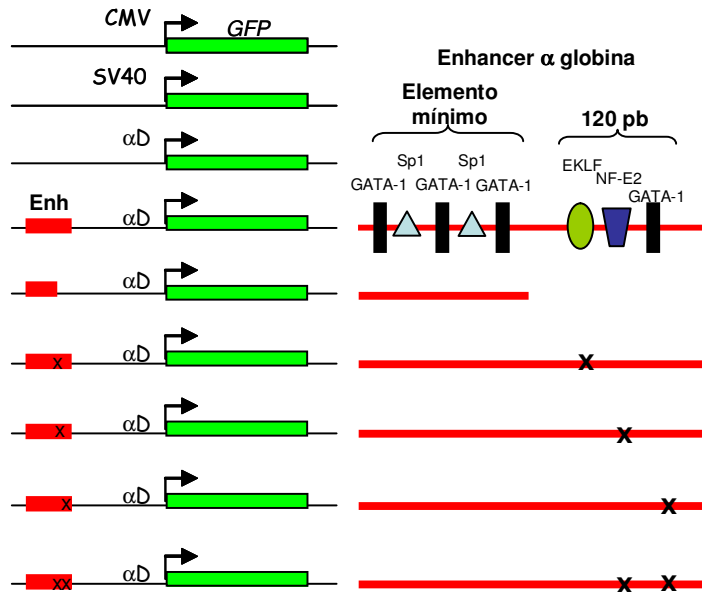 CMV
GFP
SV40
αD
Enh
αD
αD
x
αD
x
αD
x
αD
xx
αD
Enhancer α globina
Elemento
mínimo
120 pb
Sp1 Sp1
EKLF
NF-E2
GATA-1 GATA-1 GATA-1
GATA-1
x
x
x
x x